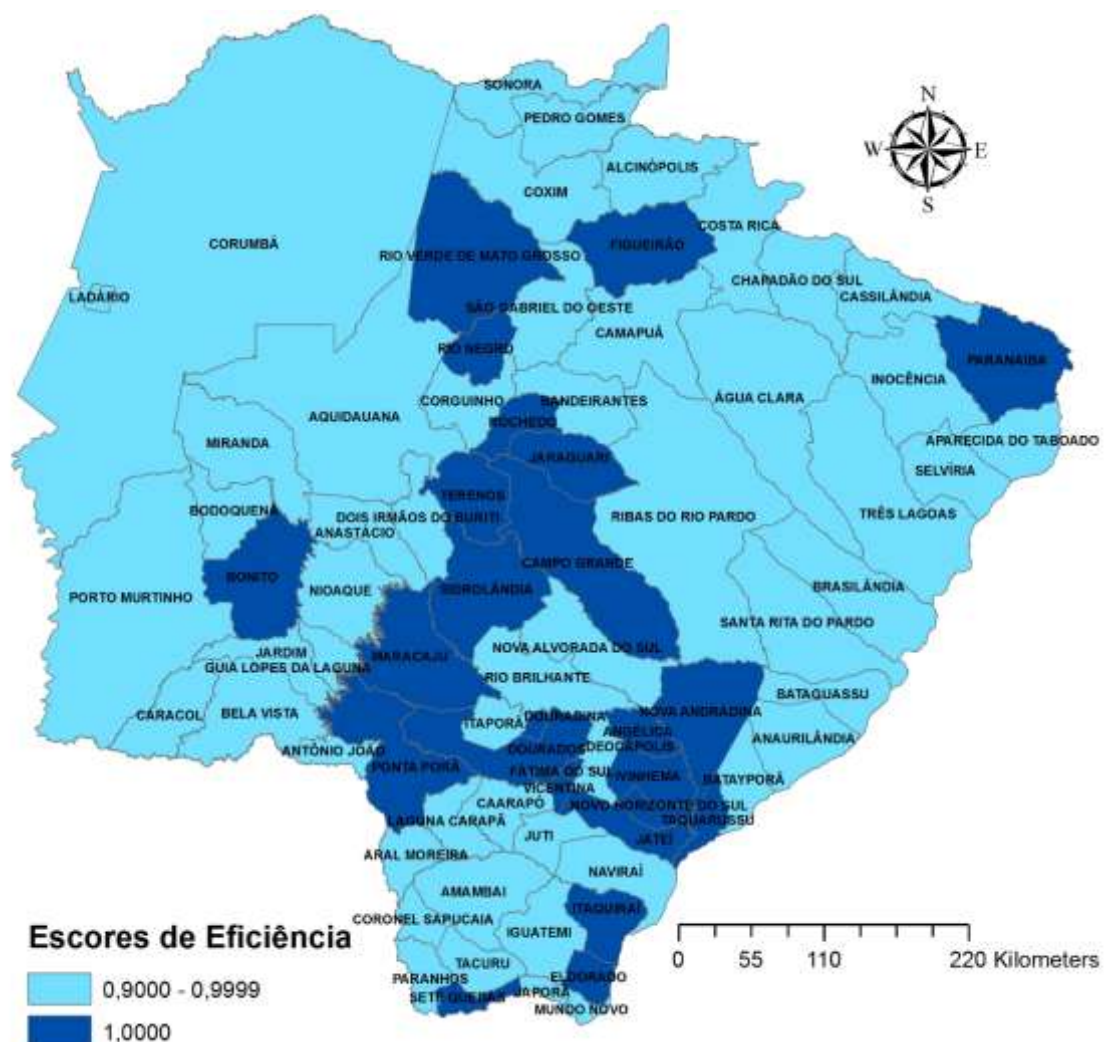 SONORA
PEDRO GOMES
N
W
E
S
ALCINÓPOLIS
COXIM
COSTA RICA
CORUMBÁ
FIGUEIRÃO
RIO VERDE DE MATO GROSSO
CHAPADÃO DO SUL
LADÁRIO
CASSILÂNDIA
SÃO GABRIEL DO OESTE
CAMAPUÃ
RIO NEGRO
PARANAIBA
INOCÊNCIA
CORGUINHO
BANDEIRANTES
ÁGUA CLARA
AQUIDAUANA
ROCHEDO
MIRANDA
APARECIDA DO TABOADO
JARAGUARI
SELVÍRIA
TERENOS
BODOQUENA
DOIS IRMÃOS DO BURITI
RIBAS DO RIO PARDO
TRÊS LAGOAS
ANASTÁCIO
CAMPO GRANDE
BONITO
NIOAQUE
SIDROLÂNDIA
BRASILÂNDIA
PORTO MURTINHO
SANTA RITA DO PARDO
NOVA ALVORADA DO SUL
JARDIM
MARACAJU
GUIA LOPES DA LAGUNA
RIO BRILHANTE
BATAGUASSU
CARACOL
BELA VISTA
ITAPORÃ
DOURADINA
NOVA ANDRADINA
ANGÉLICA
ANAURILÂNDIA
ANTÔNIO JOÃO
DOURADOS
DEODÁPOLIS
PONTA PORÃ
FÁTIMA DO SUL
IVINHEMA
BATAYPORÃ
VICENTINA
CAARAPÓ
NOVO HORIZONTE DO SUL
LAGUNA CARAPÃ
TAQUARUSSU
JUTI
JATEÍ
ARAL MOREIRA
NAVIRAÍ
AMAMBAI
ITAQUIRAÍ
CORONEL SAPUCAIA
IGUATEMI
TACURU
PARANHOS
ELDORADO
SETE QUEDAS
JAPORÃ
MUNDO NOVO
Escores de Eficiência
0,9000 - 0,9999
1,0000
0 55 110 220 Kilometers